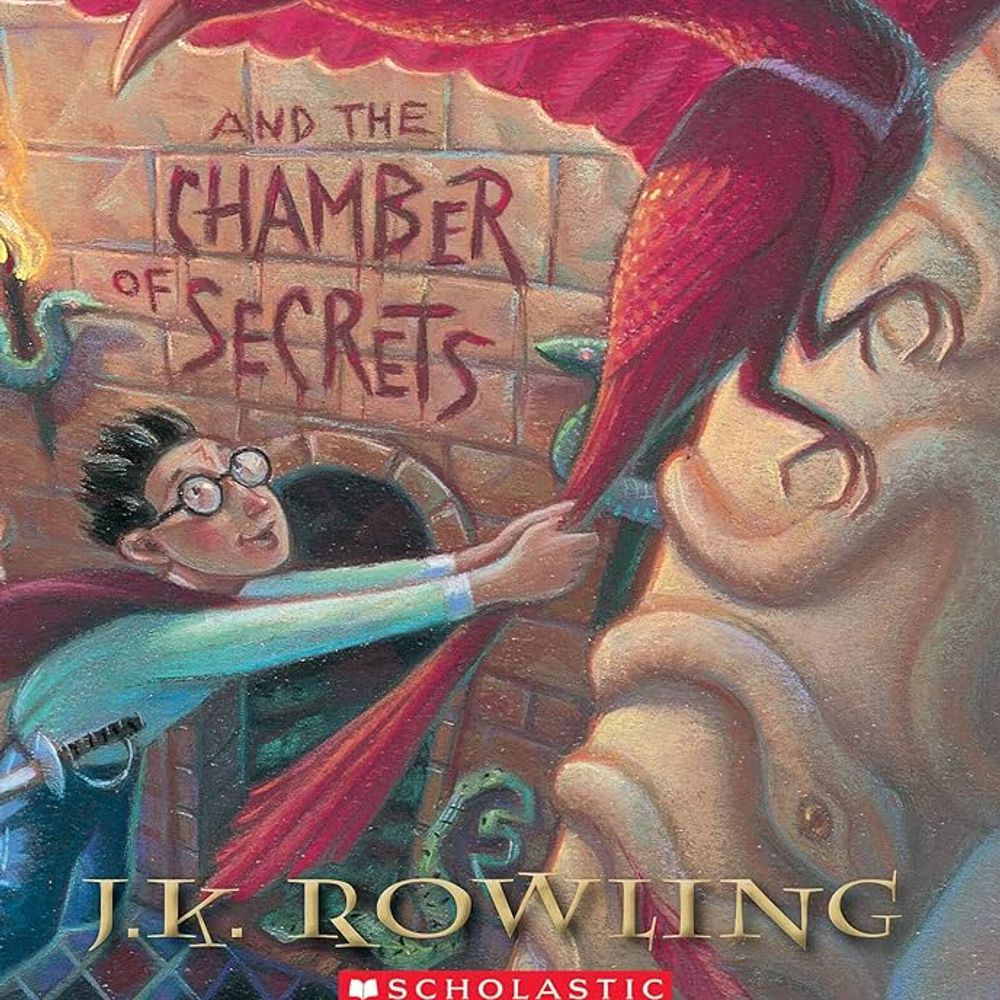 AND THE
CHAMBER
OF SECRETS
J.K. ROWLING
SCHOLASTIC